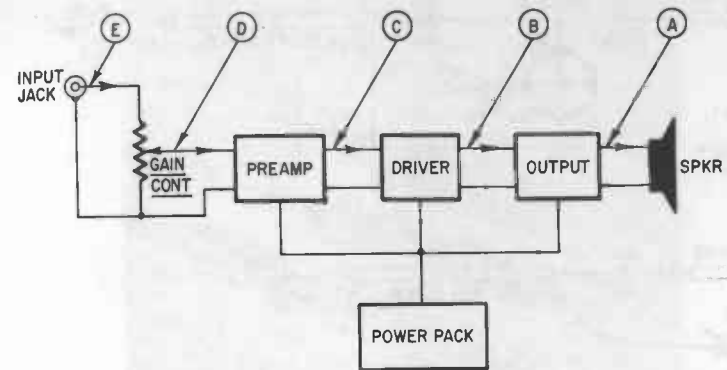 E
D
C
B
A
INPUT
JACK
GAIN
CONT
PREAMP
DRIVER
OUTPUT
SPKR
POWER PACK